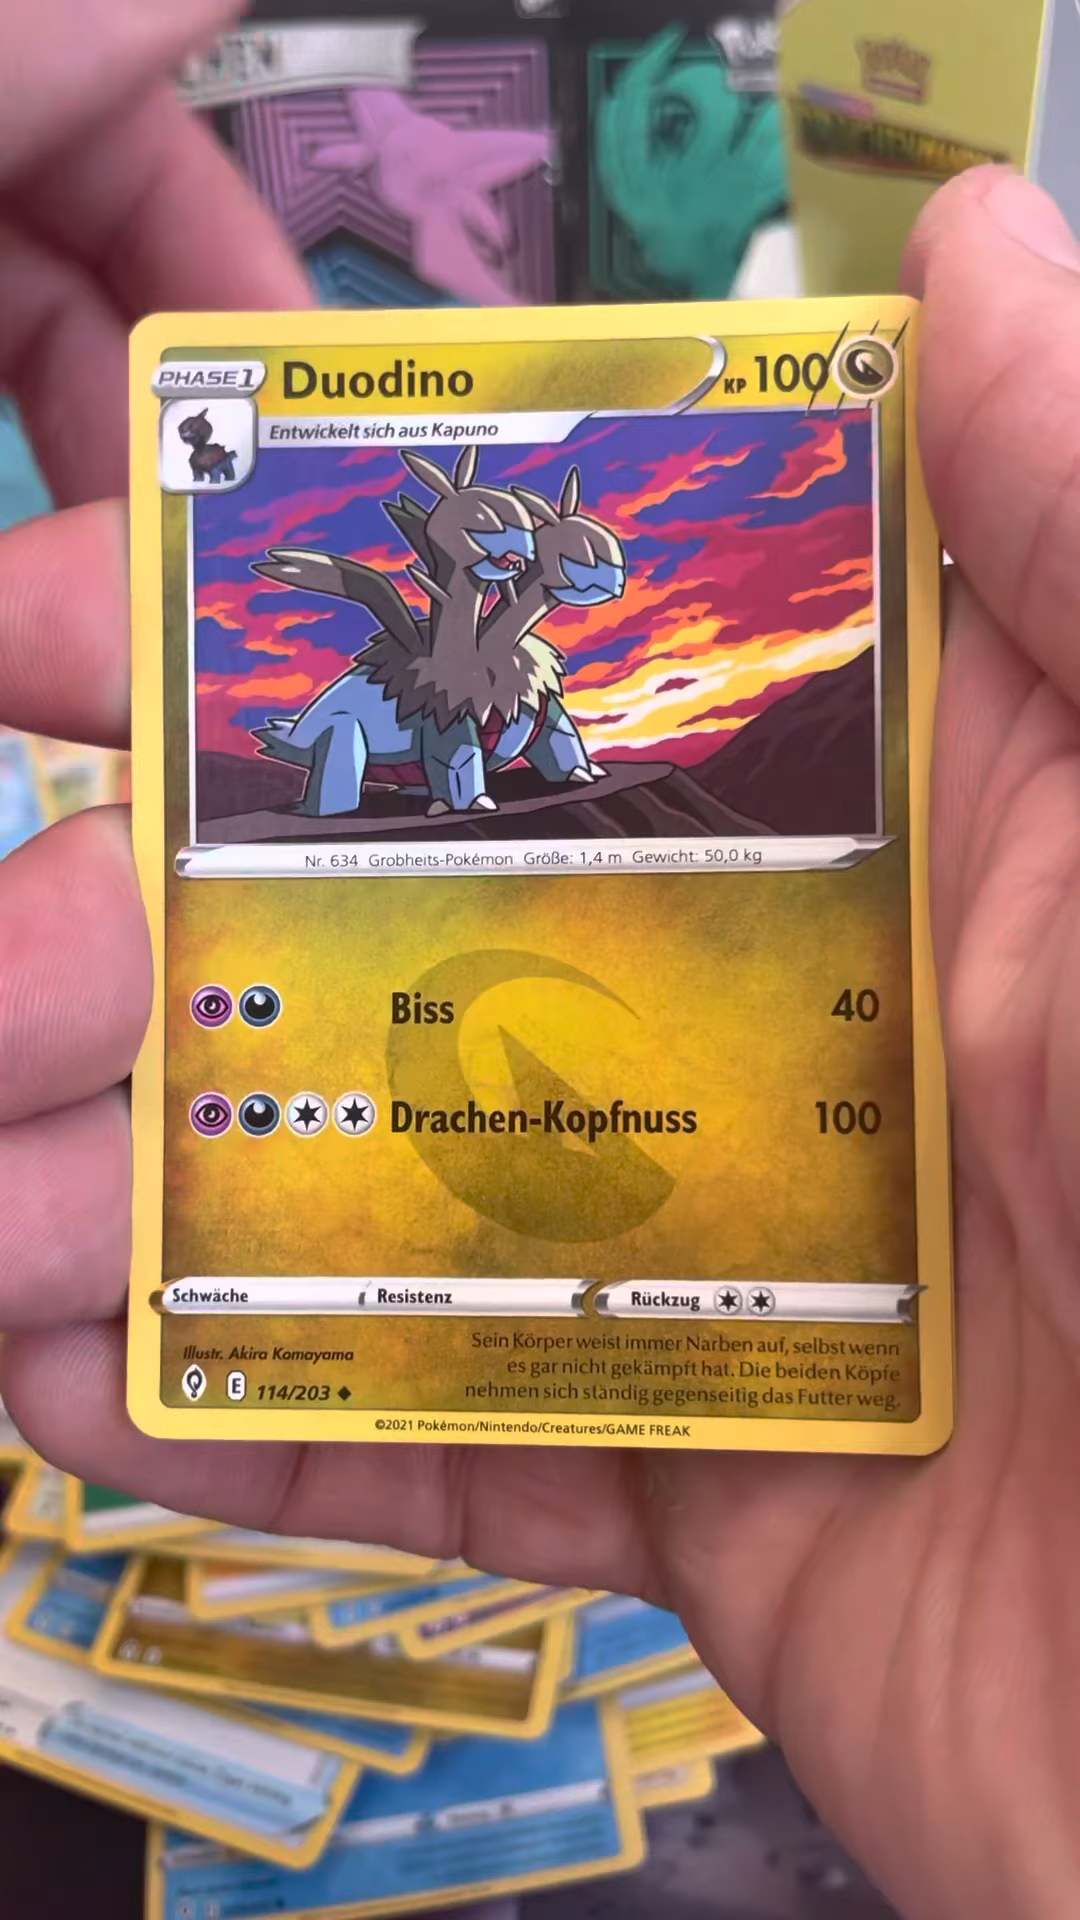 PHASE 1
Duodino
KP 100
Entwickelt sich aus Kapuno
Nr. 634 Grobheits-Pokémon Größe: 1,4 m Gewicht: 50,0 kg
Biss 40
Drachen-Kopfnuss 100
Schwäche Resistenz Rückzug
Illustr. Akira Komayama
E 114/203
Sein Körper weist immer Narben auf, selbst wenn
es gar nicht gekämpft hat. Die beiden Köpfe
nehmen sich ständig gegenseitig das Futter weg.
©2021 Pokémon/Nintendo/Creatures/GAME FREAK